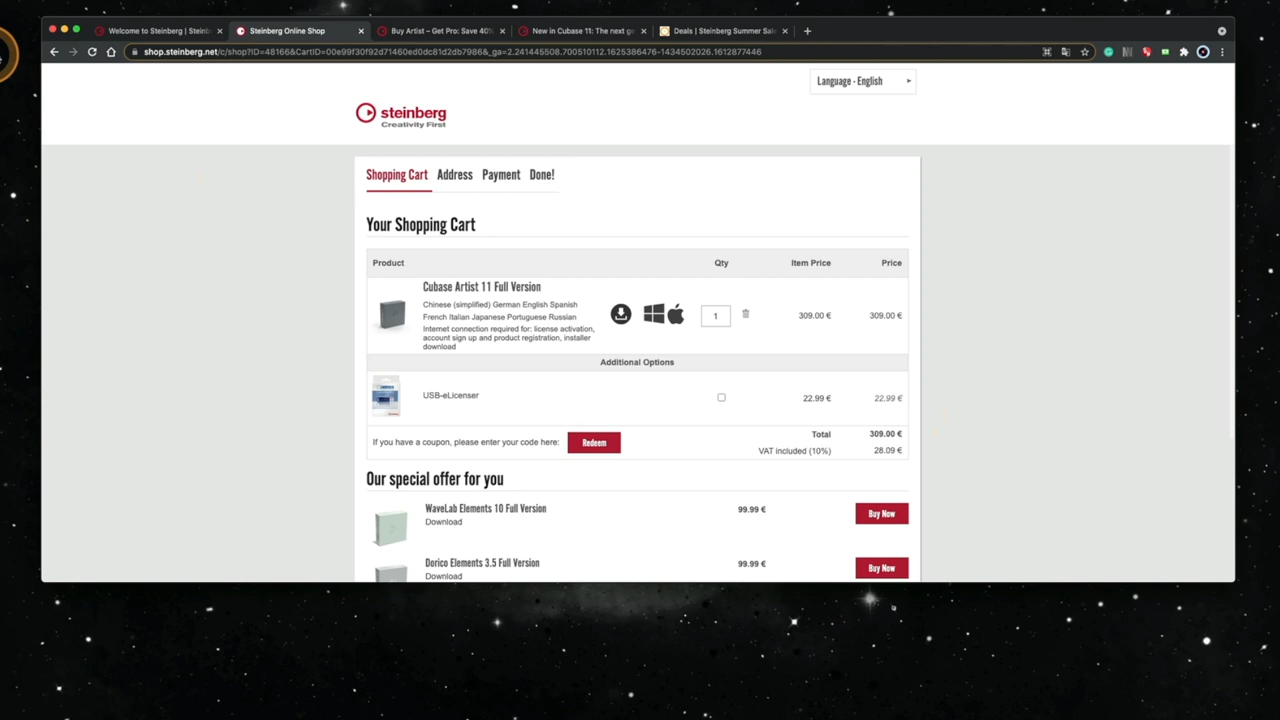 Welcome to Steinberg | Steinb
Steinberg Online Shop
Buy Artist – Get Pro: Save 40%
New in Cubase 11: The next ge
Deals | Steinberg Summer Sale
shop.steinberg.net/c/shop?ID=48166&CartID=00e99f30f92d71460ed0dc81d2db7986&_ga=2.241445508.700510112.1625386476-1434502026.1612877446
Language - English
steinberg
Creativity First
Shopping Cart Address Payment Done!
Your Shopping Cart
Product Qty Item Price Price
Cubase Artist 11 Full Version
Chinese (simplified) German English Spanish
French Italian Japanese Portuguese Russian
Internet connection required for: license activation,
account sign up and product registration, installer
download
1 309.00 € 309.00 €
Additional Options
USB-eLicenser 22.99 € 22.99 €
Total 309.00 €
If you have a coupon, please enter your code here: Redeem
VAT included (10%) 28.09 €
Our special offer for you
WaveLab Elements 10 Full Version 99.99 € Buy Now
Download
Dorico Elements 3.5 Full Version 99.99 € Buy Now
Download